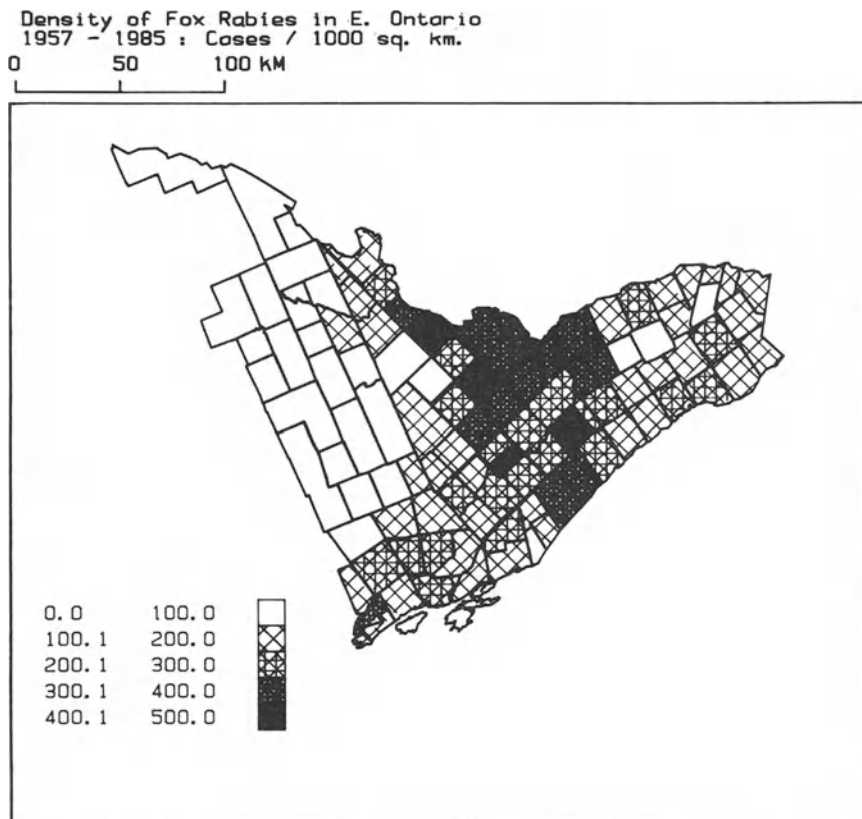 Density of Fox Rabies in E. Ontario
1957 - 1985 : Cases / 1000 sq. km.
0 50 100 KM
0.0 100.0
100.1 200.0
200.1 300.0
300.1 400.0
400.1 500.0